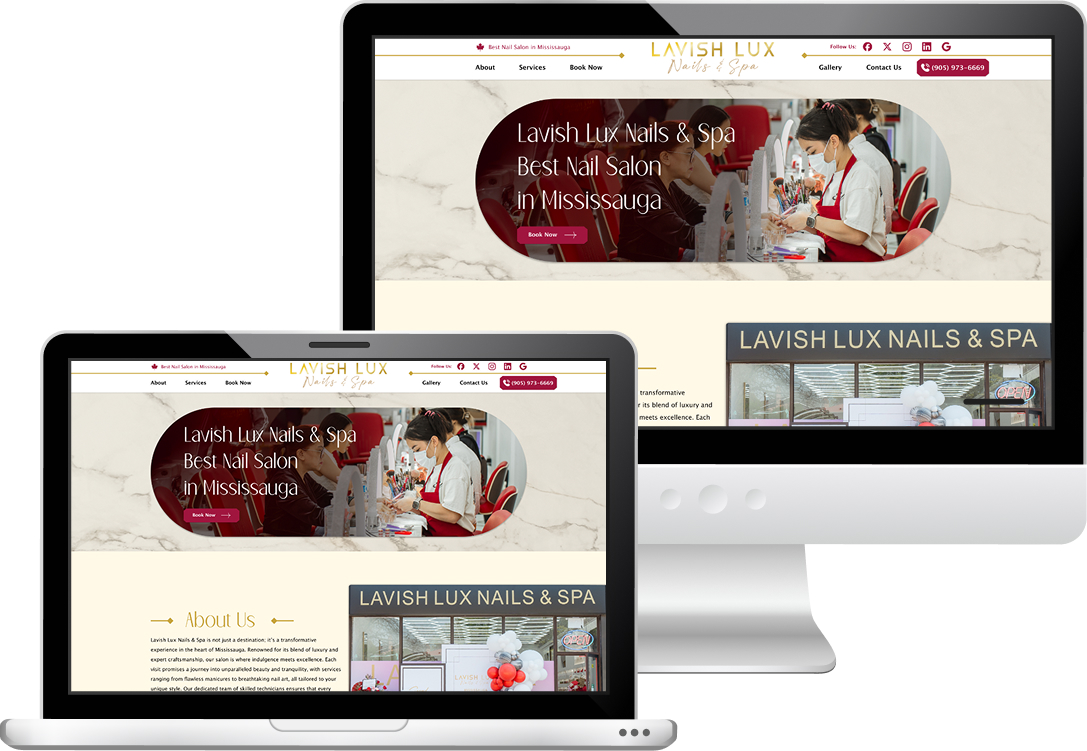 Best Nail Salon in Mississauga
LAVISH LUX
Nails & Spa
Follow Us:
About
Services
Book Now
Gallery
Contact Us
(905) 973-6669
Lavish Lux Nails & Spa
Best Nail Salon
in Mississauga
Book Now
LAVISH LUX NAILS & SPA
OPEN
transformative
r its blend of luxury and
meets excellence. Each
Best Nail Salon in Mississauga
LAVISH LUX
Nails & Spa
Follow Us:
About
Services
Book Now
Gallery
Contact Us
(905) 973-6669
Lavish Lux Nails & Spa
Best Nail Salon
in Mississauga
Book Now
LAVISH LUX NAILS & SPA
OPEN
About Us
Lavish Lux Nails & Spa is not just a destination; it's a transformative
experience in the heart of Mississauga. Renowned for its blend of luxury and
expert craftsmanship, our salon is where indulgence meets excellence. Each
visit promises a journey into unparalleled beauty and tranquility, with services
ranging from flawless manicures to breathtaking nail art, all tailored to your
unique style. Our dedicated team of skilled technicians ensures that every